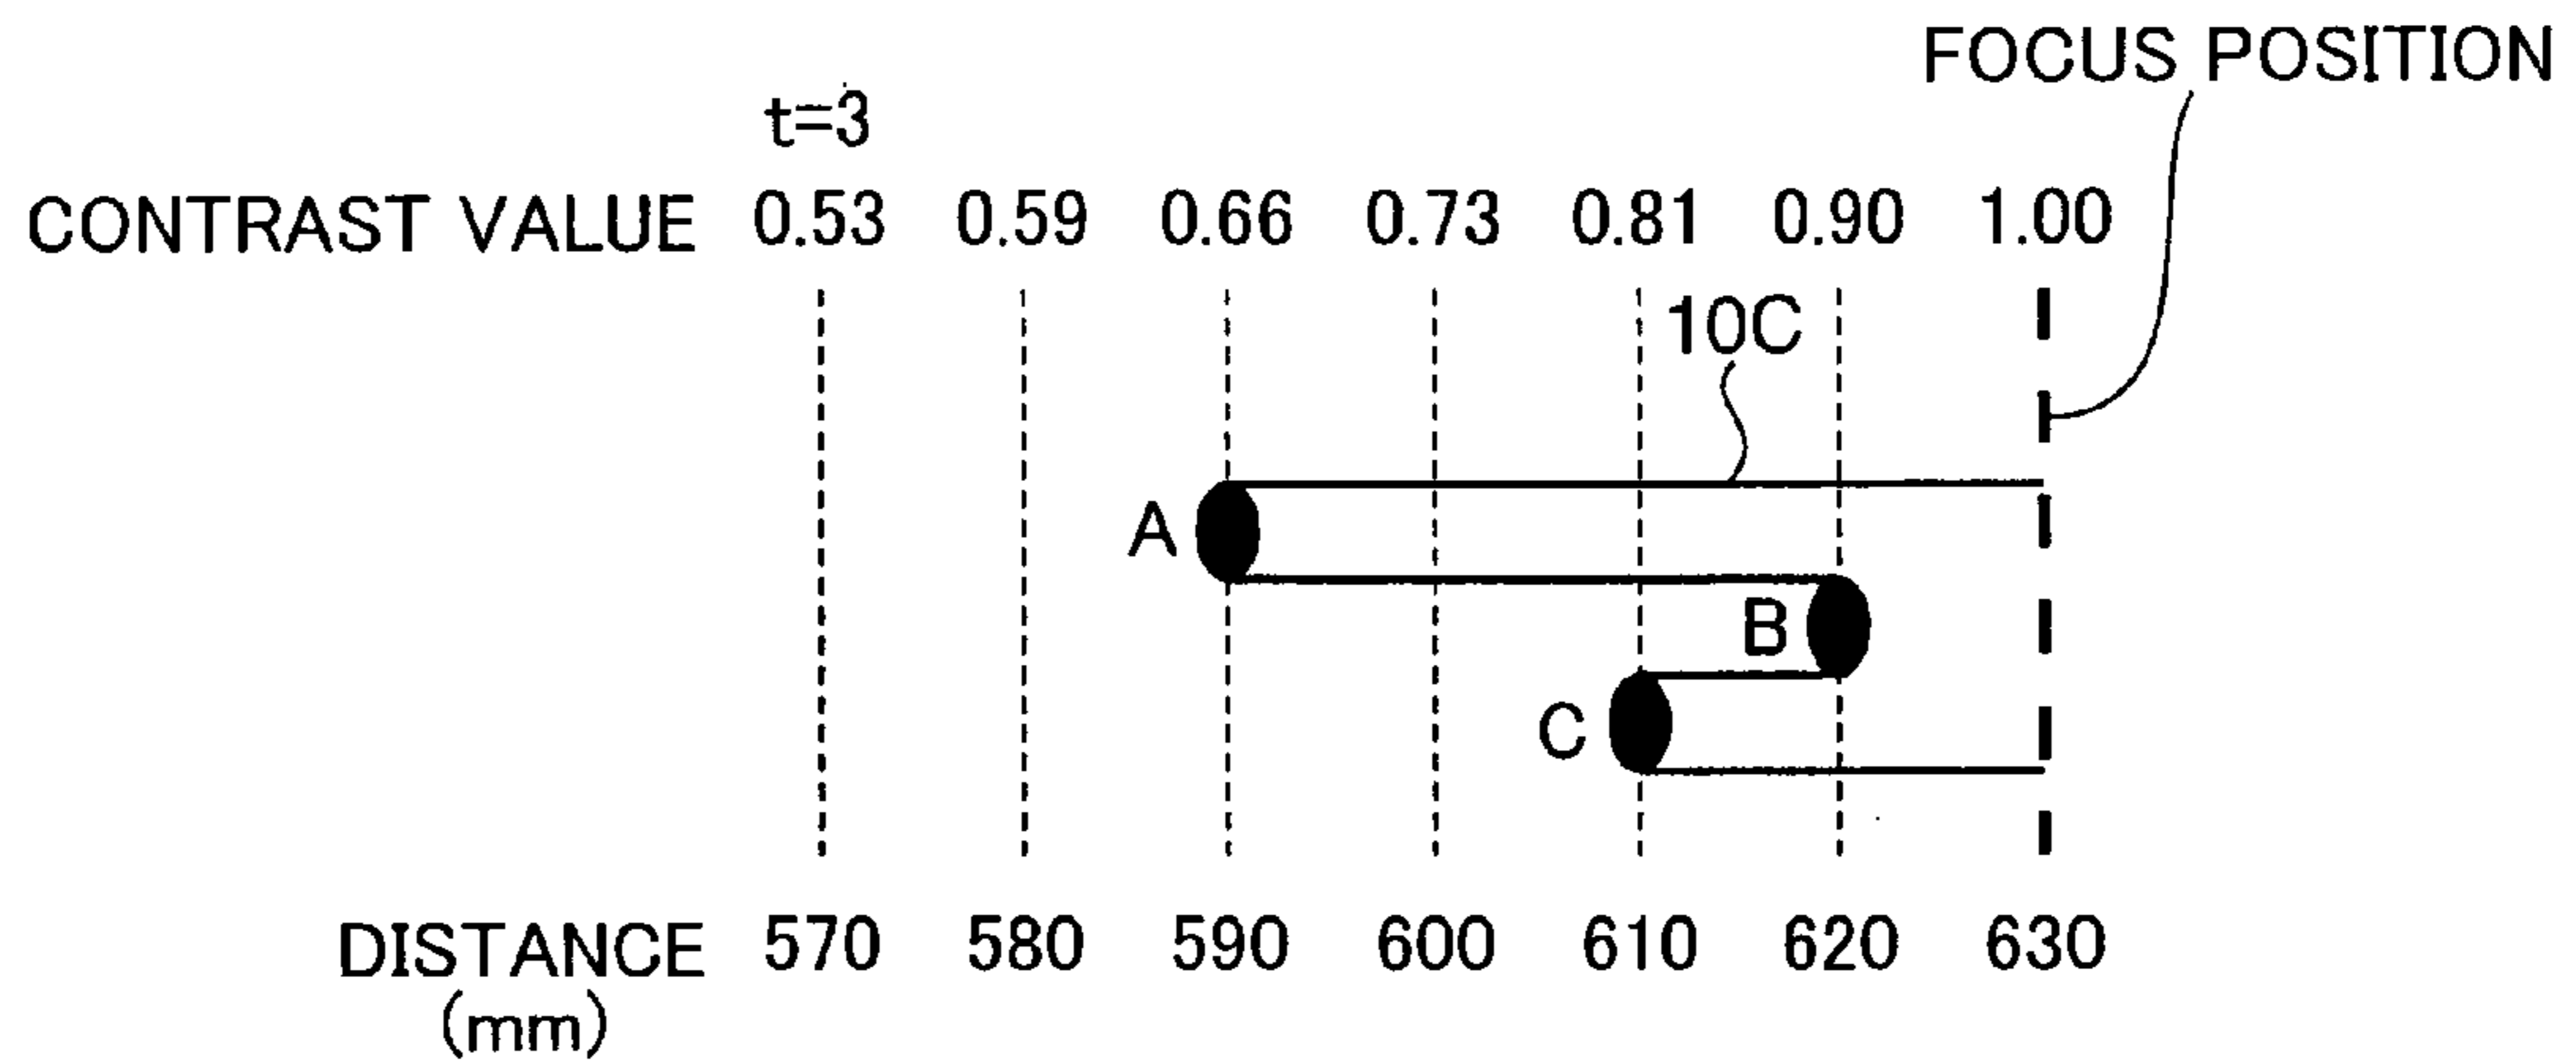 FOCUS POSITION
t=3
CONTRAST VALUE 0.53 0.59 0.66 0.73 0.81 0.90 1.00
10C
A
B
C
DISTANCE 570 580 590 600 610 620 630
(mm)